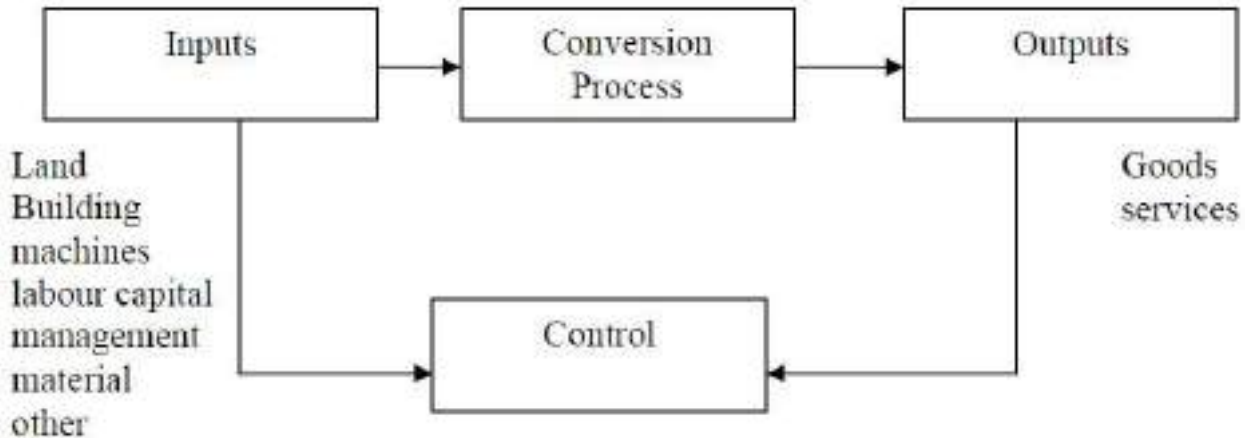 Inputs
Conversion
Process
Outputs
Land
Building
machines
labour capital
management
material
other
Goods
services
Control